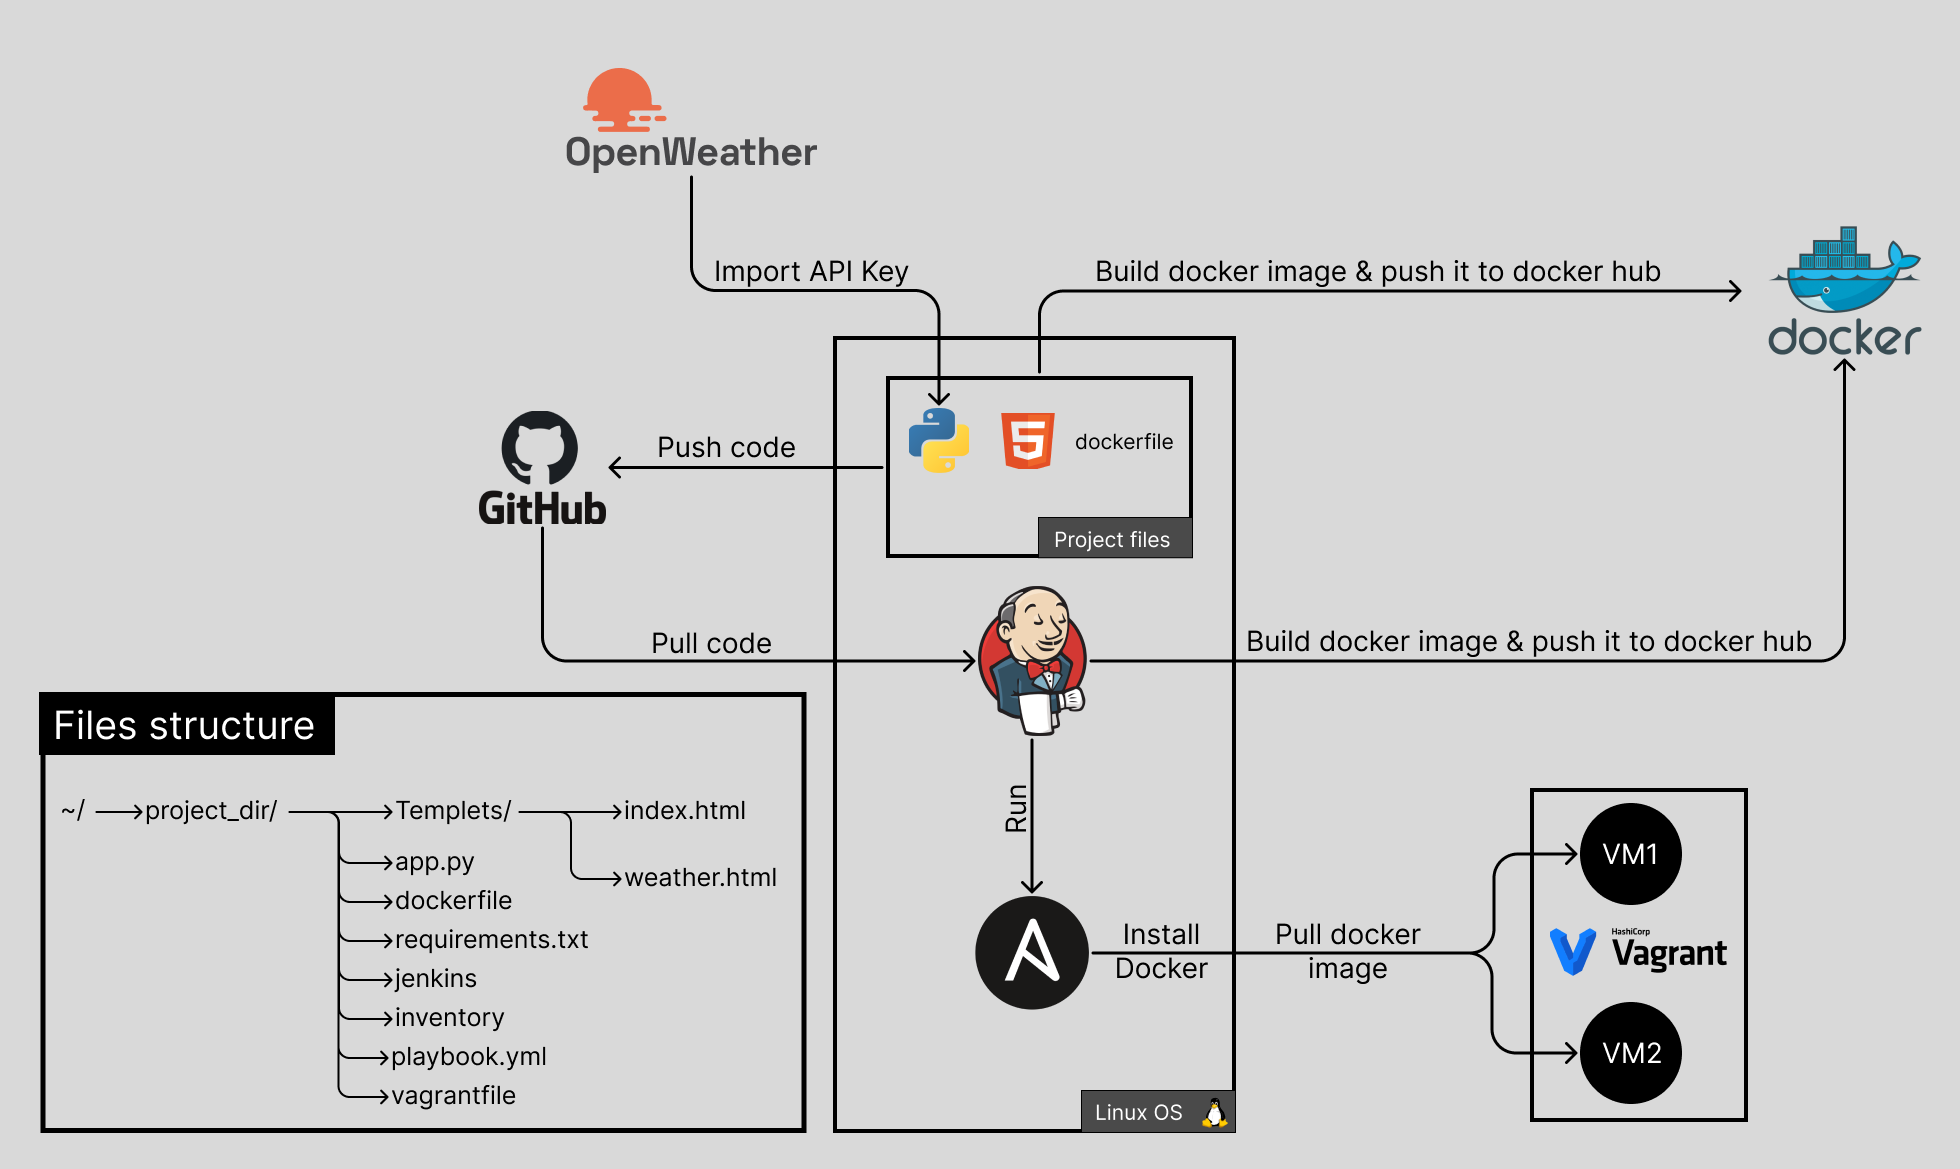 OpenWeather
Import API Key
Build docker image & push it to docker hub
docker
GitHub
Push code
dockerfile
Project files
Pull code
Build docker image & push it to docker hub
Run
Install
Docker
Pull docker
image
VM1
HashiCorp
Vagrant
VM2
Linux OS
Files structure
~/
project_dir/
Templets/
index.html
weather.html
app.py
dockerfile
requirements.txt
jenkins
inventory
playbook.yml
vagrantfile